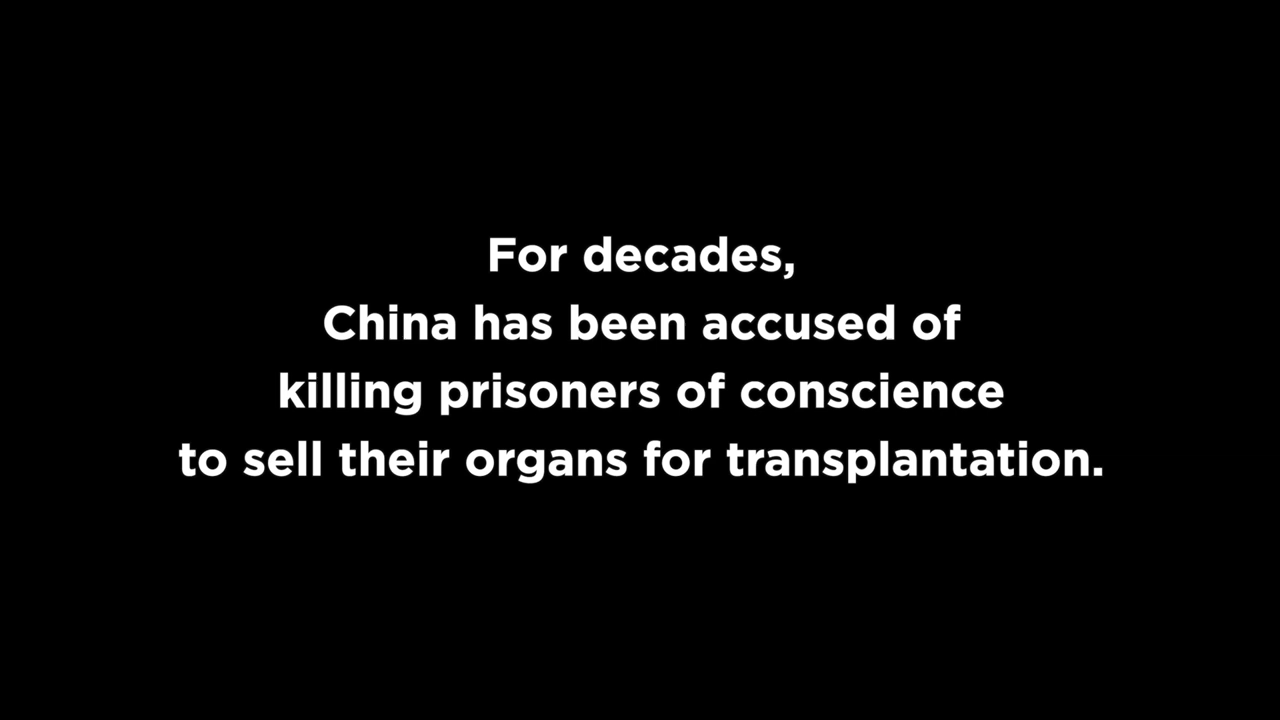 For decades,
China has been accused of
killing prisoners of conscience
to sell their organs for transplantation.